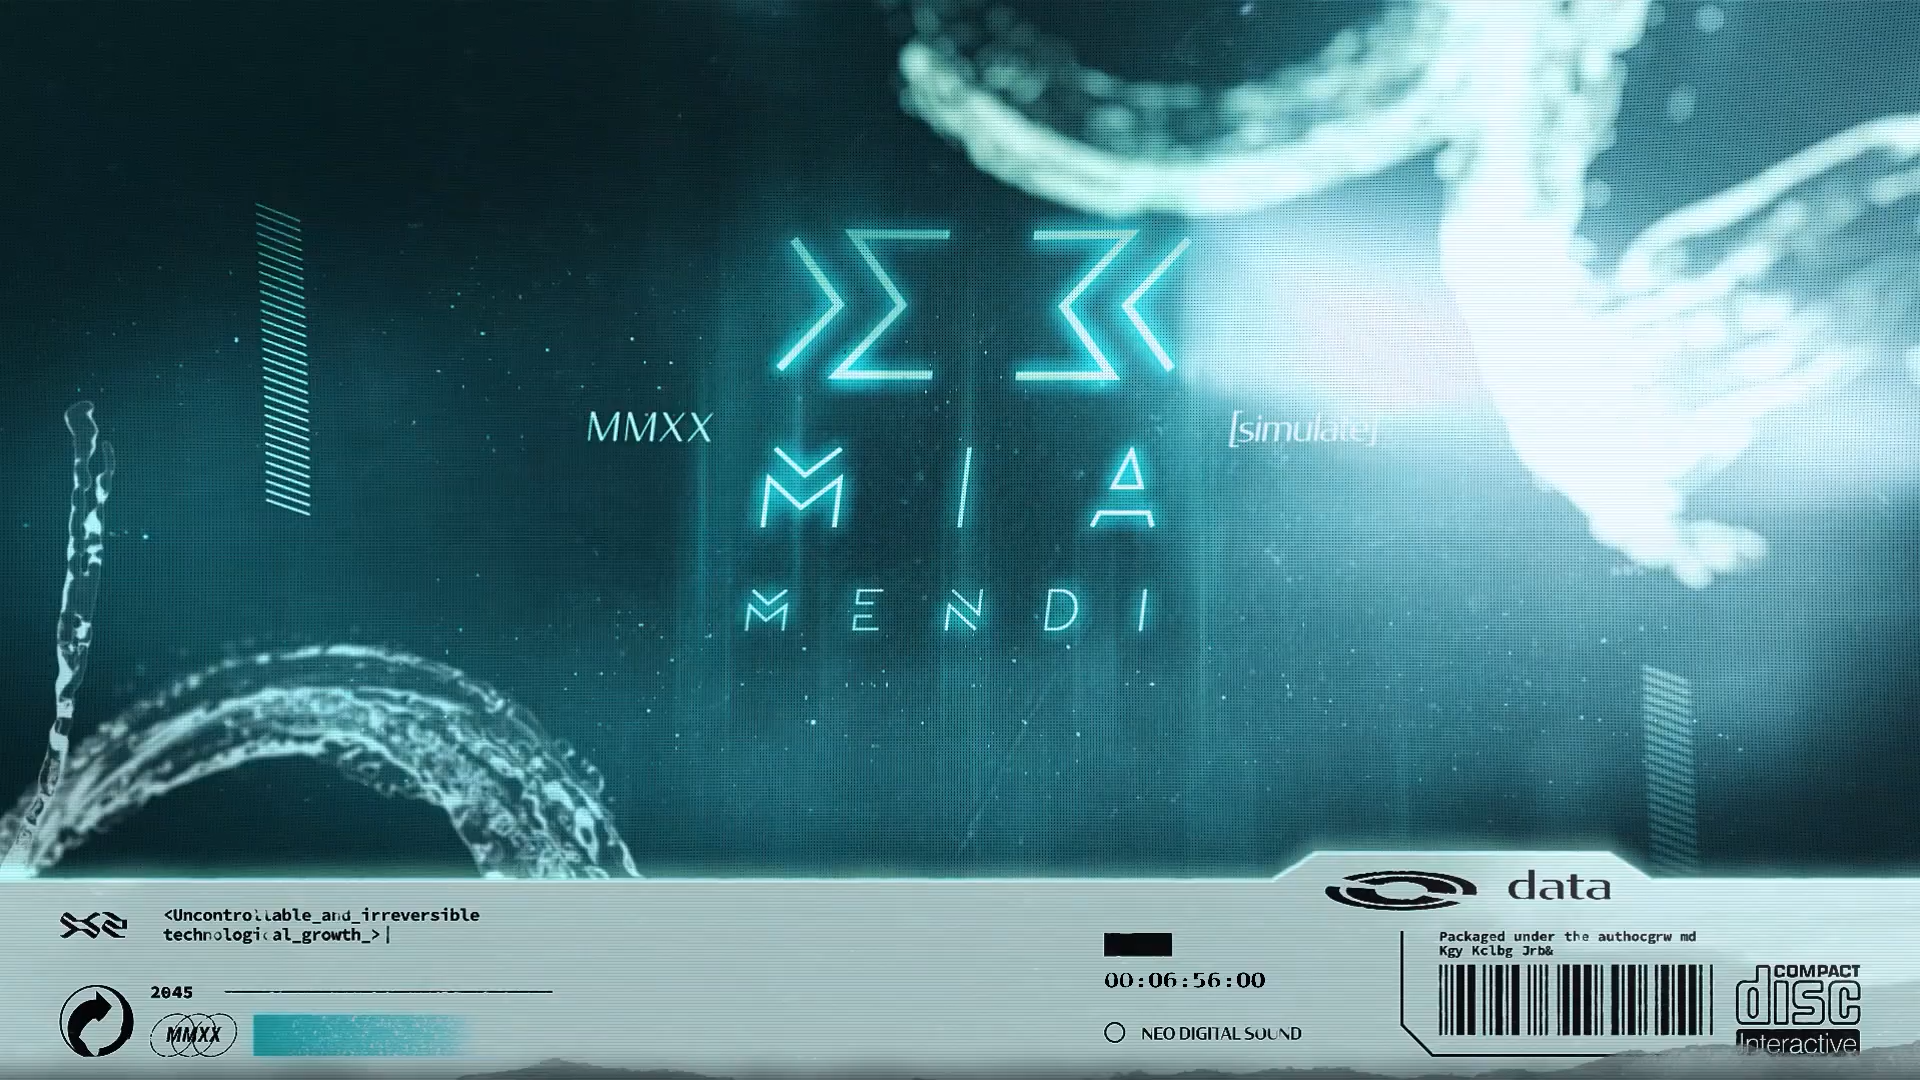 MMXX
[simulate]
MIA
MENDI
data
<Uncontrollable_and_irreversible
technological_growth_>|
Packaged under the authocgrw md
Kgy Kclbg Jrb&
00:06:56:00
2045
MMXX
NEO DIGITAL SOUND
COMPACT
disc
Interactive